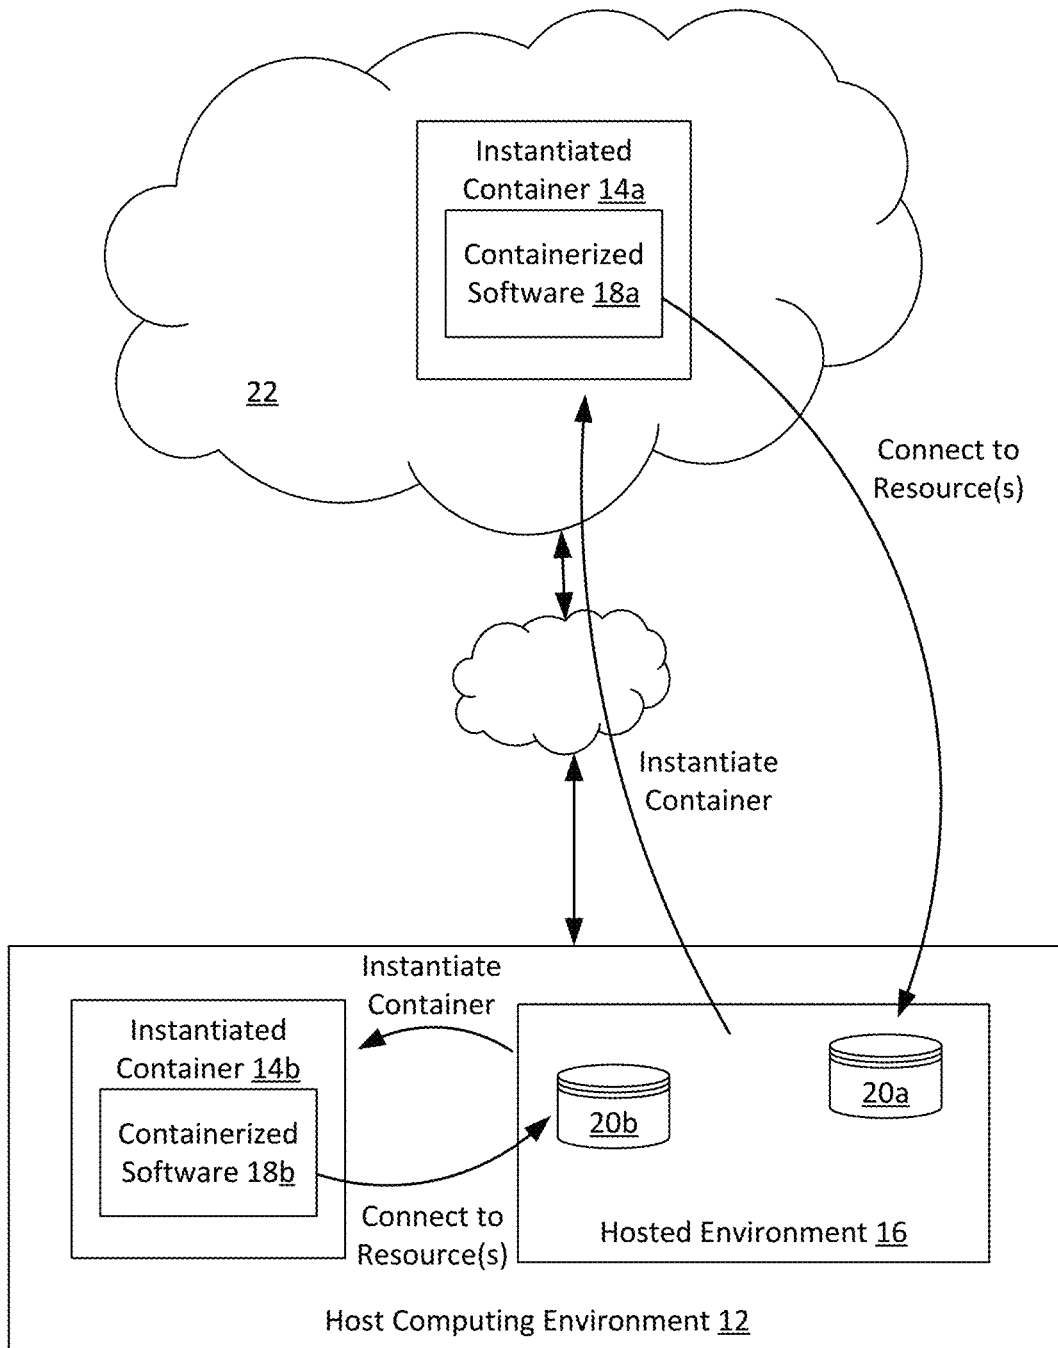 Instantiated
Container 14a
Containerized
Software 18a
22
Connect to
Resource(s)
Instantiate
Container
Instantiate
Container
Instantiated
Container 14b
Containerized
Software 18b
20b
20a
Connect to
Resource(s)
Hosted Environment 16
Host Computing Environment 12